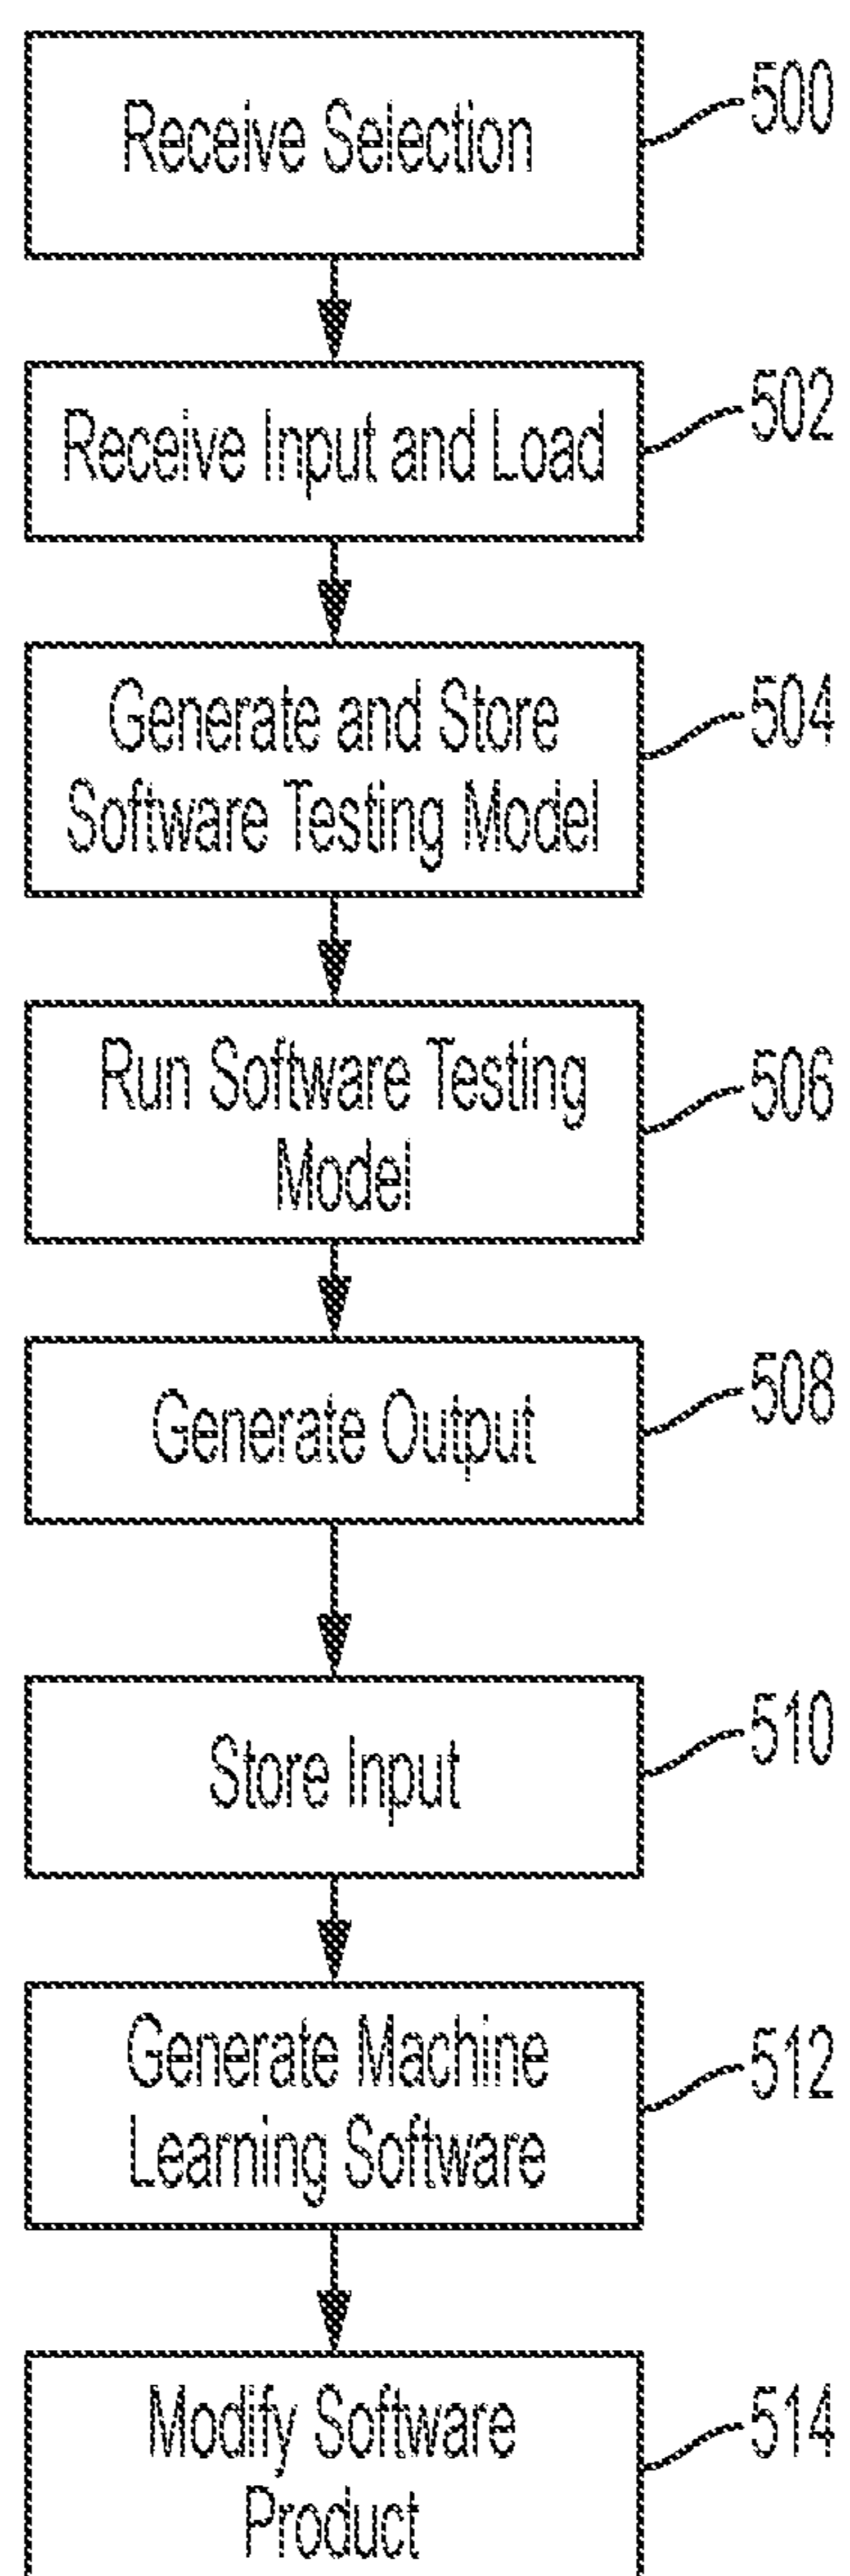 Receive Selection
500
Receive Input and Load
502
Generate and Store
Software Testing Model
504
Run Software Testing
Model
506
Generate Output
508
Store Input
510
Generate Machine
Learning Software
512
Modify Software
Product
514